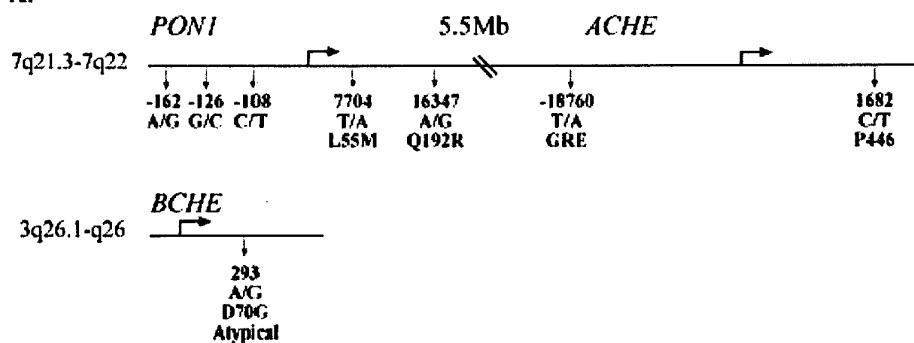 PON1 5.5Mb ACHE
7q21.3-7q22
-162 -126 -108 7704 16347 -18760 1682
A/G G/C C/T T/A A/G T/A C/T
L55M Q192R GRE P446
BCHE
3q26.1-q26
293
A/G
D70G
Atypical